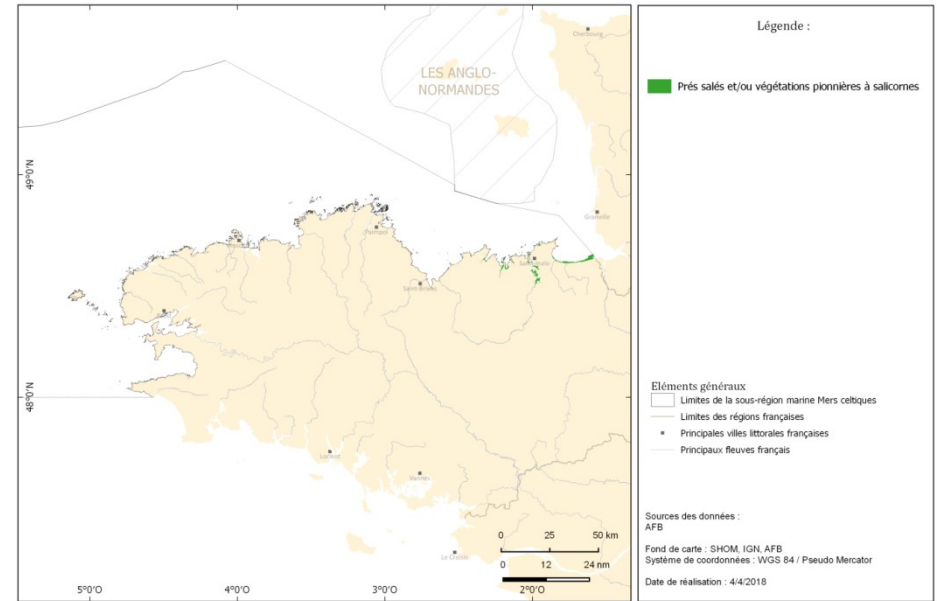 Cherbourg
LES ANGLO-
NORMANDES
Granville
Paimpol
Saint-Malo
Saint-Brieuc
Lorient
Vannes
Le Croisic
49°0'N
48°0'N
0 25 50 km
0 12 24 nm
5°0'O 4°0'O 3°0'O 2°0'O
Légende :
Prés salés et/ou végétations pionnières à salicornes
Eléments généraux
Limites de la sous-région marine Mers celtiques
Limites des régions françaises
Principales villes littorales françaises
Principaux fleuves français
Sources des données :
AFB
Fond de carte : SHOM, IGN, AFB
Système de coordonnées : WGS 84 / Pseudo Mercator
Date de réalisation : 4/4/2018